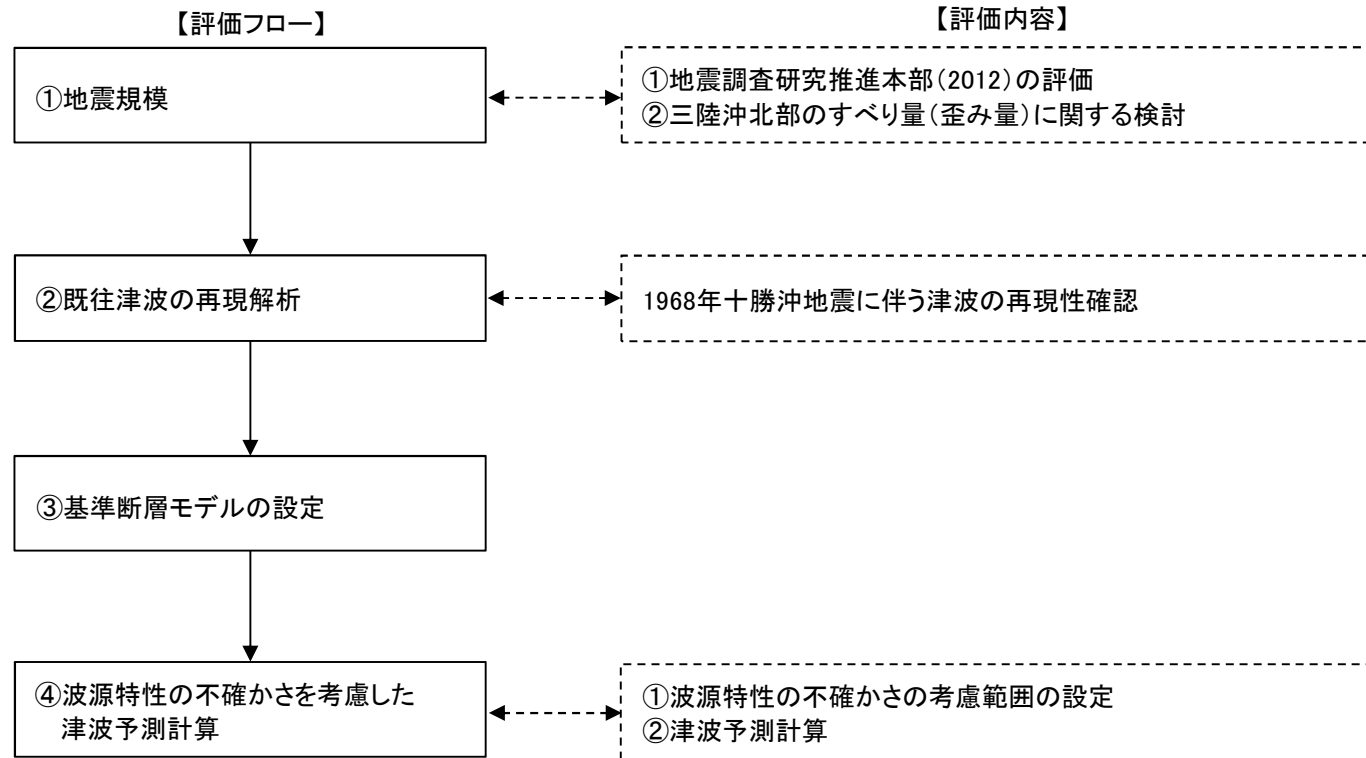 【評価フロー】
【評価内容】
①地震規模
①地震調査研究推進本部(2012)の評価
②三陸沖北部のすべり量(歪み量)に関する検討
②既往津波の再現解析
1968年十勝沖地震に伴う津波の再現性確認
③基準断層モデルの設定
④波源特性の不確かさを考慮した
津波予測計算
①波源特性の不確かさの考慮範囲の設定
②津波予測計算